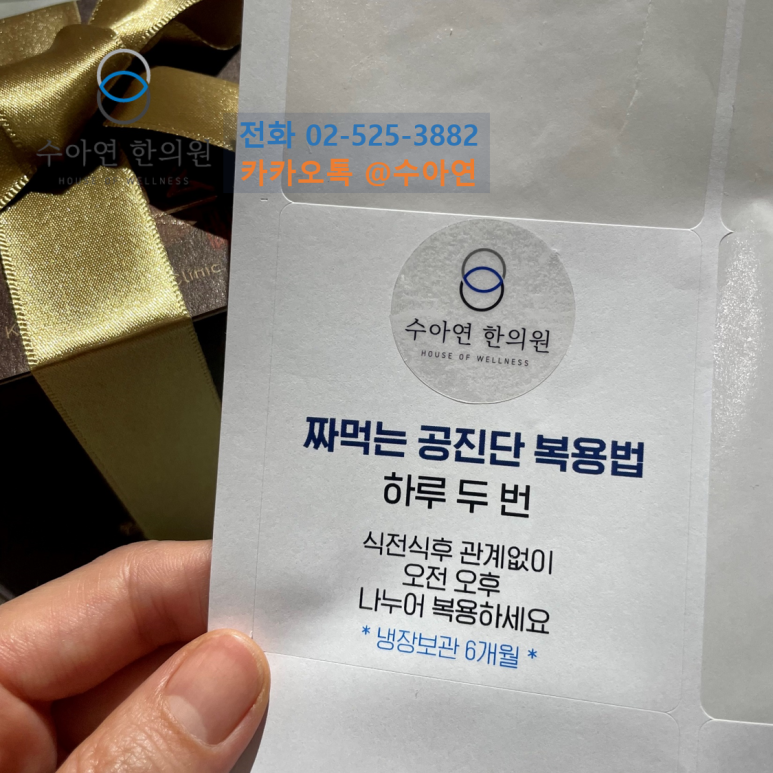 전화 02-525-3882
카카오톡 @수아연
수아연 한의원
HOUSE OF WELLNESS
linic
수아연 한의원
HOUSE OF WELLNESS
짜먹는 공진단 복용법
하루 두 번
식전식후 관계없이
오전 오후
나누어 복용하세요
* 냉장보관 6개월 *